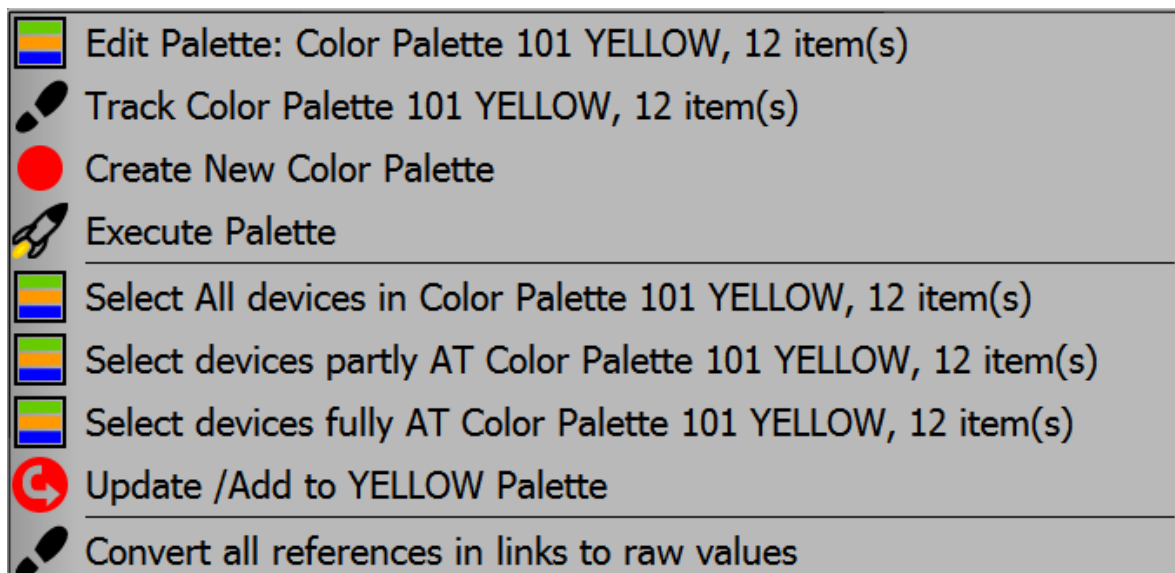 Edit Palette: Color Palette 101 YELLOW, 12 item(s)
Track Color Palette 101 YELLOW, 12 item(s)
Create New Color Palette
Execute Palette
Select All devices in Color Palette 101 YELLOW, 12 item(s)
Select devices partly AT Color Palette 101 YELLOW, 12 item(s)
Select devices fully AT Color Palette 101 YELLOW, 12 item(s)
Update /Add to YELLOW Palette
Convert all references in links to raw values